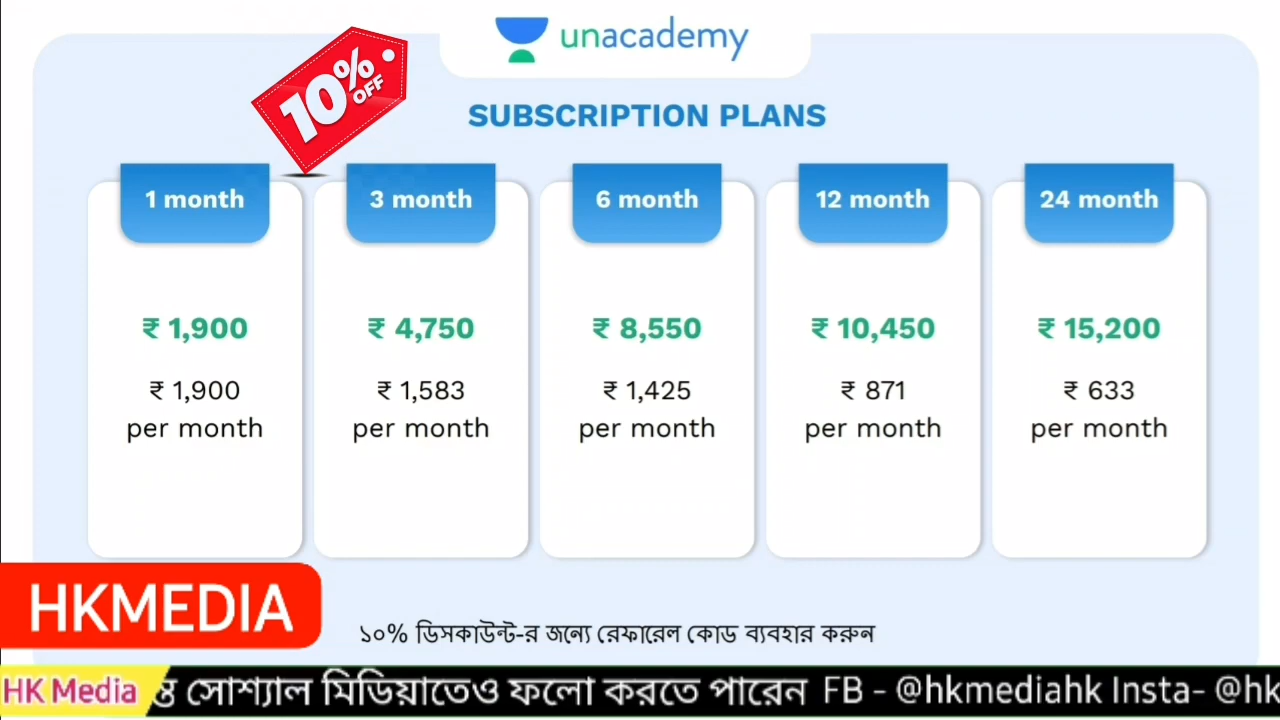 unacademy
10%
OFF
SUBSCRIPTION PLANS
1 month
3 month
6 month
12 month
24 month
₹ 1,900
₹ 4,750
₹ 8,550
₹ 10,450
₹ 15,200
₹ 1,900
per month
₹ 1,583
per month
₹ 1,425
per month
₹ 871
per month
₹ 633
per month
HKMEDIA
১০% ডিসকাউন্ট-র জন্যে রেফারেল কোড ব্যবহার করুন
HK Media
সোশ্যাল মিডিয়াতেও ফলো করতে পারেন FB - @hkmediahk Insta- @hk